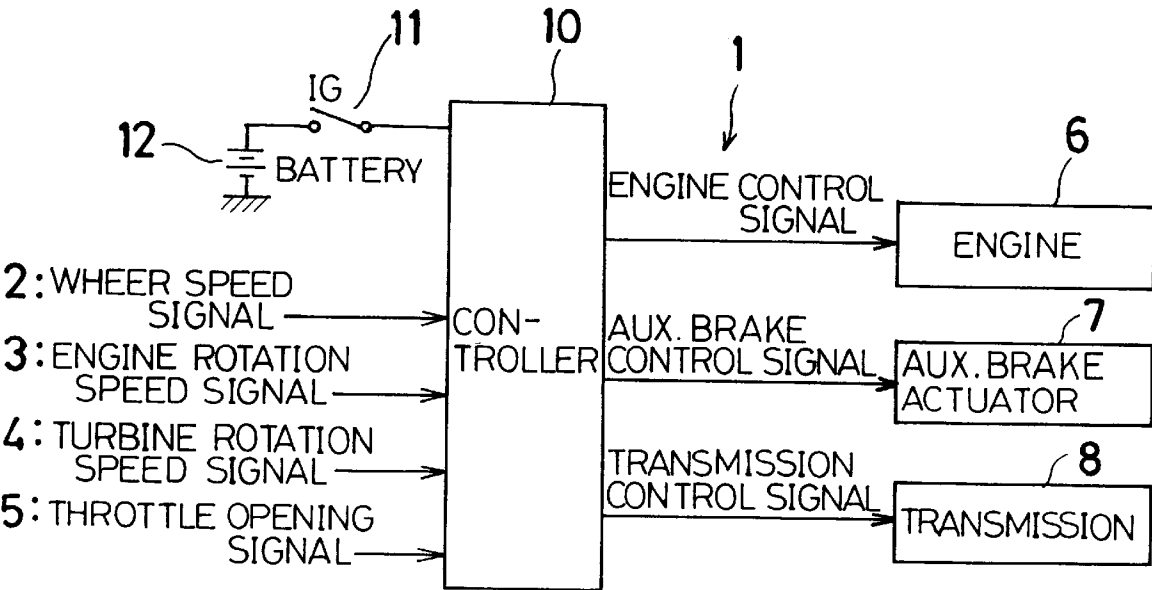 11
10
1
IG
12
BATTERY
6
ENGINE CONTROL
SIGNAL
ENGINE
2: WHEER SPEED
SIGNAL
3: ENGINE ROTATION
SPEED SIGNAL
4: TURBINE ROTATION
SPEED SIGNAL
5: THROTTLE OPENING
SIGNAL
CON-
TROLLER
AUX. BRAKE
CONTROL SIGNAL
7
AUX. BRAKE
ACTUATOR
TRANSMISSION
CONTROL SIGNAL
8
TRANSMISSION